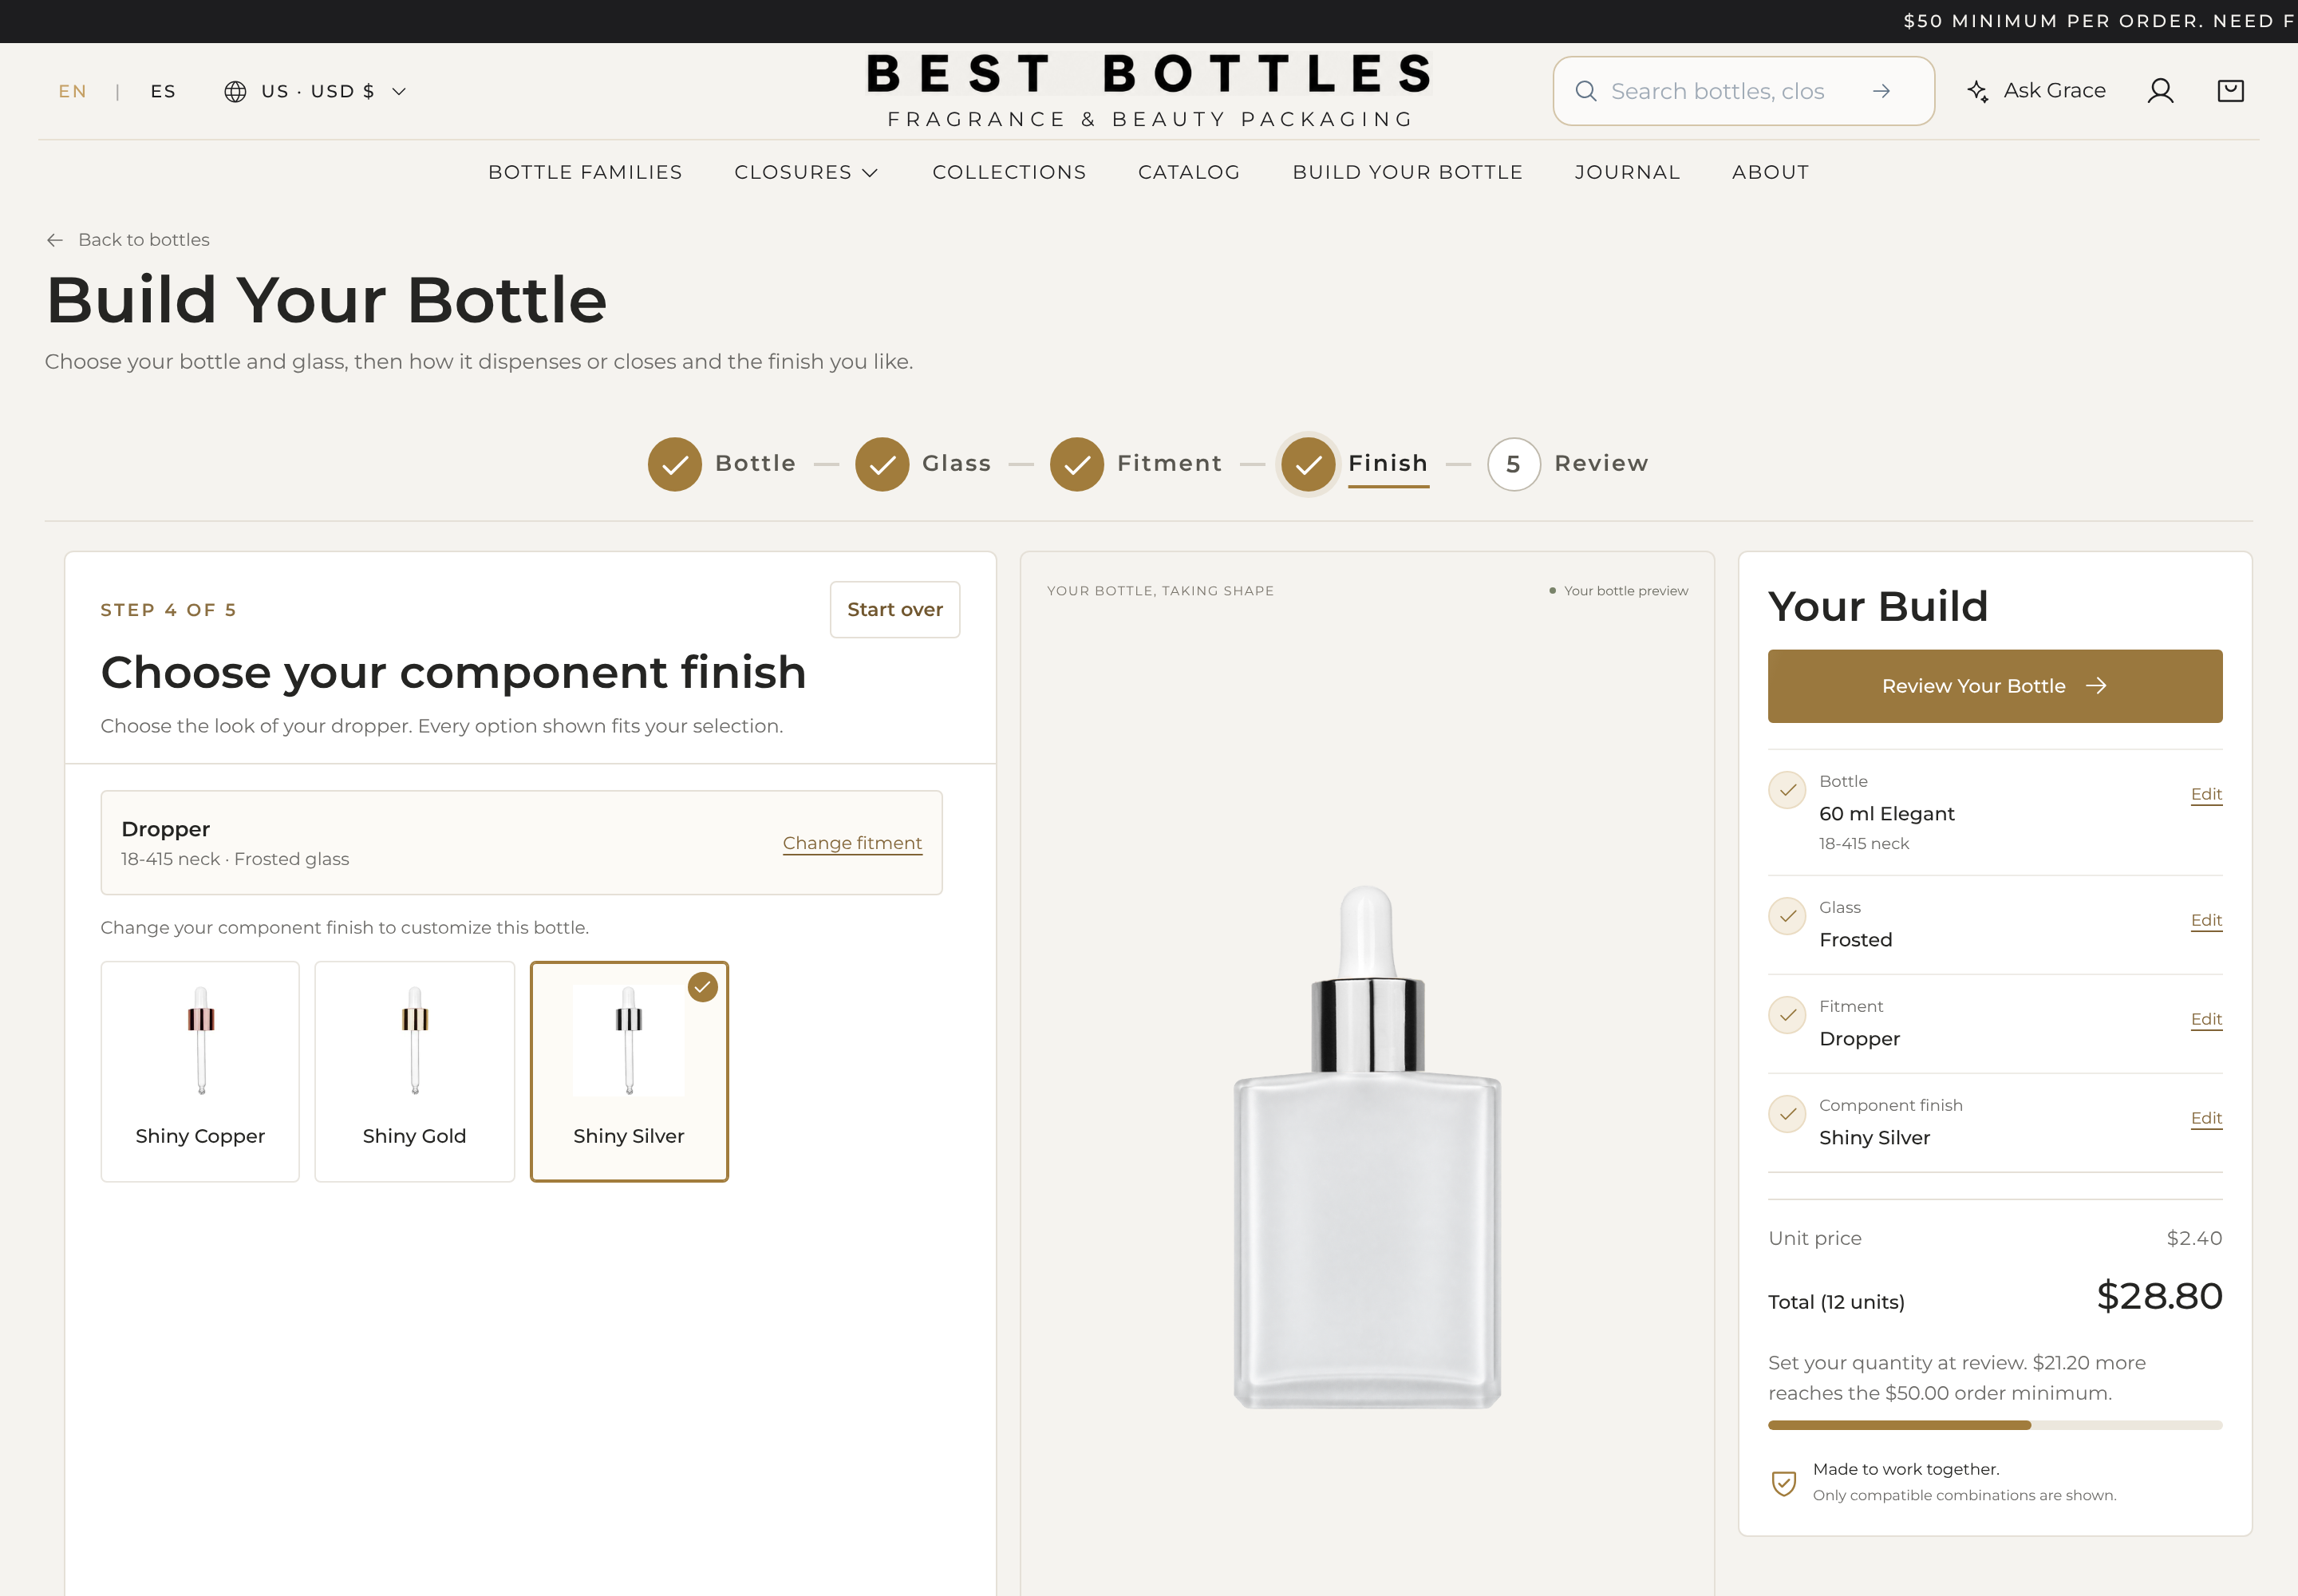 $50 MINIMUM PER ORDER. NEED F
EN | ES US · USD $
BEST BOTTLES
FRAGRANCE & BEAUTY PACKAGING
Search bottles, clos
Ask Grace
BOTTLE FAMILIES CLOSURES COLLECTIONS CATALOG BUILD YOUR BOTTLE JOURNAL ABOUT
Back to bottles
Build Your Bottle
Choose your bottle and glass, then how it dispenses or closes and the finish you like.
Bottle Glass Fitment Finish 5 Review
STEP 4 OF 5
Start over
Choose your component finish
Choose the look of your dropper. Every option shown fits your selection.
Dropper
18-415 neck · Frosted glass
Change fitment
Change your component finish to customize this bottle.
Shiny Copper
Shiny Gold
Shiny Silver
YOUR BOTTLE, TAKING SHAPE
Your bottle preview
Your Build
Review Your Bottle
Bottle
60 ml Elegant
18-415 neck
Edit
Glass
Frosted
Edit
Fitment
Dropper
Edit
Component finish
Shiny Silver
Edit
Unit price $2.40
Total (12 units) $28.80
Set your quantity at review. $21.20 more
reaches the $50.00 order minimum.
Made to work together.
Only compatible combinations are shown.